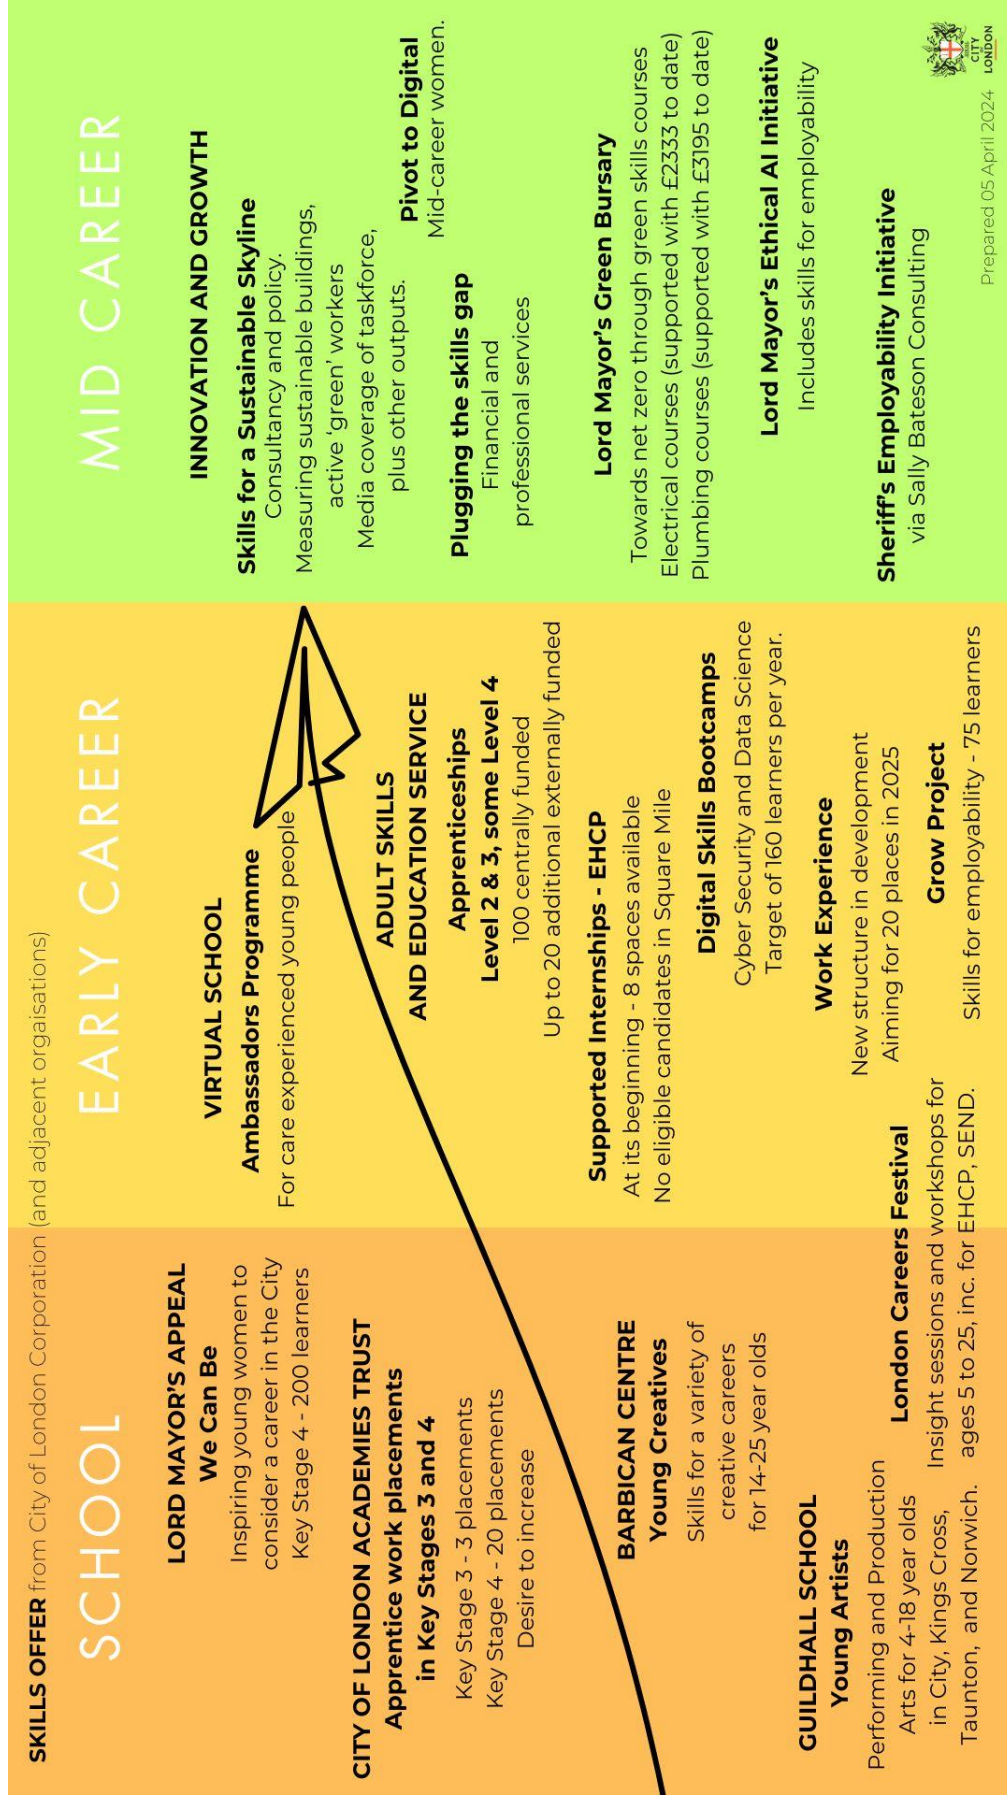 SKILLS OFFER from City of London Corporation (and adjacent orgaisations)
SCHOOL
LORD MAYOR'S APPEAL
We Can Be
Inspiring young women to
consider a career in the City
Key Stage 4 - 200 learners
CITY OF LONDON ACADEMIES TRUST
Apprentice work placements
in Key Stages 3 and 4
Key Stage 3 - 3 placements
Key Stage 4 - 20 placements
Desire to increase
BARBICAN CENTRE
Young Creatives
Skills for a variety of
creative careers
for 14-25 year olds
GUILDHALL SCHOOL
Young Artists
Performing and Production
Arts for 4-18 year olds
in City, Kings Cross,
Taunton, and Norwich.
London Careers Festival
Insight sessions and workshops for
ages 5 to 25, inc. for EHCP, SEND.
EARLY CAREER
VIRTUAL SCHOOL
Ambassadors Programme
For care experienced young people
ADULT SKILLS
AND EDUCATION SERVICE
Apprenticeships
Level 2 & 3, some Level 4
100 centrally funded
Up to 20 additional externally funded
Supported Internships - EHCP
At its beginning - 8 spaces available
No eligible candidates in Square Mile
Digital Skills Bootcamps
Cyber Security and Data Science
Target of 160 learners per year.
Work Experience
New structure in development
Aiming for 20 places in 2025
Grow Project
Skills for employability - 75 learners
MID CAREER
INNOVATION AND GROWTH
Skills for a Sustainable Skyline
Consultancy and policy.
Measuring sustainable buildings,
active 'green' workers
Media coverage of taskforce,
plus other outputs.
Pivot to Digital
Mid-career women.
Plugging the skills gap
Financial and
professional services
Lord Mayor's Green Bursary
Towards net zero through green skills courses
Electrical courses (supported with £2333 to date)
Plumbing courses (supported with £3195 to date)
Lord Mayor's Ethical AI Initiative
Includes skills for employability
Sheriff's Employability Initiative
via Sally Bateson Consulting
Prepared 05 April 2024
CITY
OF
LONDON